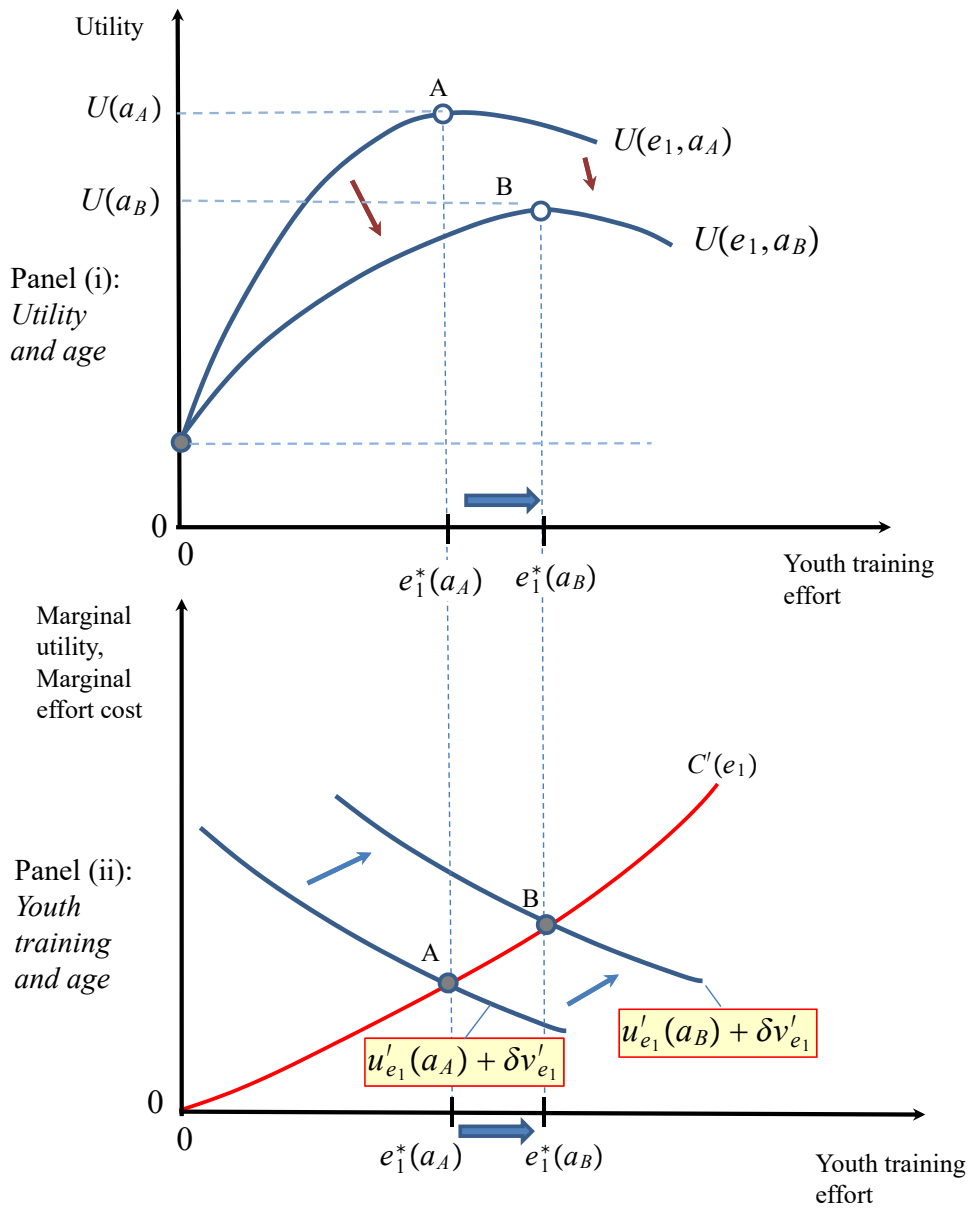 Utility
A
U(a_A)
U(e_1, a_A)
U(a_B)
B
U(e_1, a_B)
Panel (i):
Utility
and age
0
0
e_1^*(a_A)
e_1^*(a_B)
Youth training
effort
Marginal
utility,
Marginal
effort cost
C'(e_1)
Panel (ii):
Youth
training
and age
B
A
u'_{e_1}(a_B) + δv'_{e_1}
u'_{e_1}(a_A) + δv'_{e_1}
0
0
e_1^*(a_A)
e_1^*(a_B)
Youth training
effort